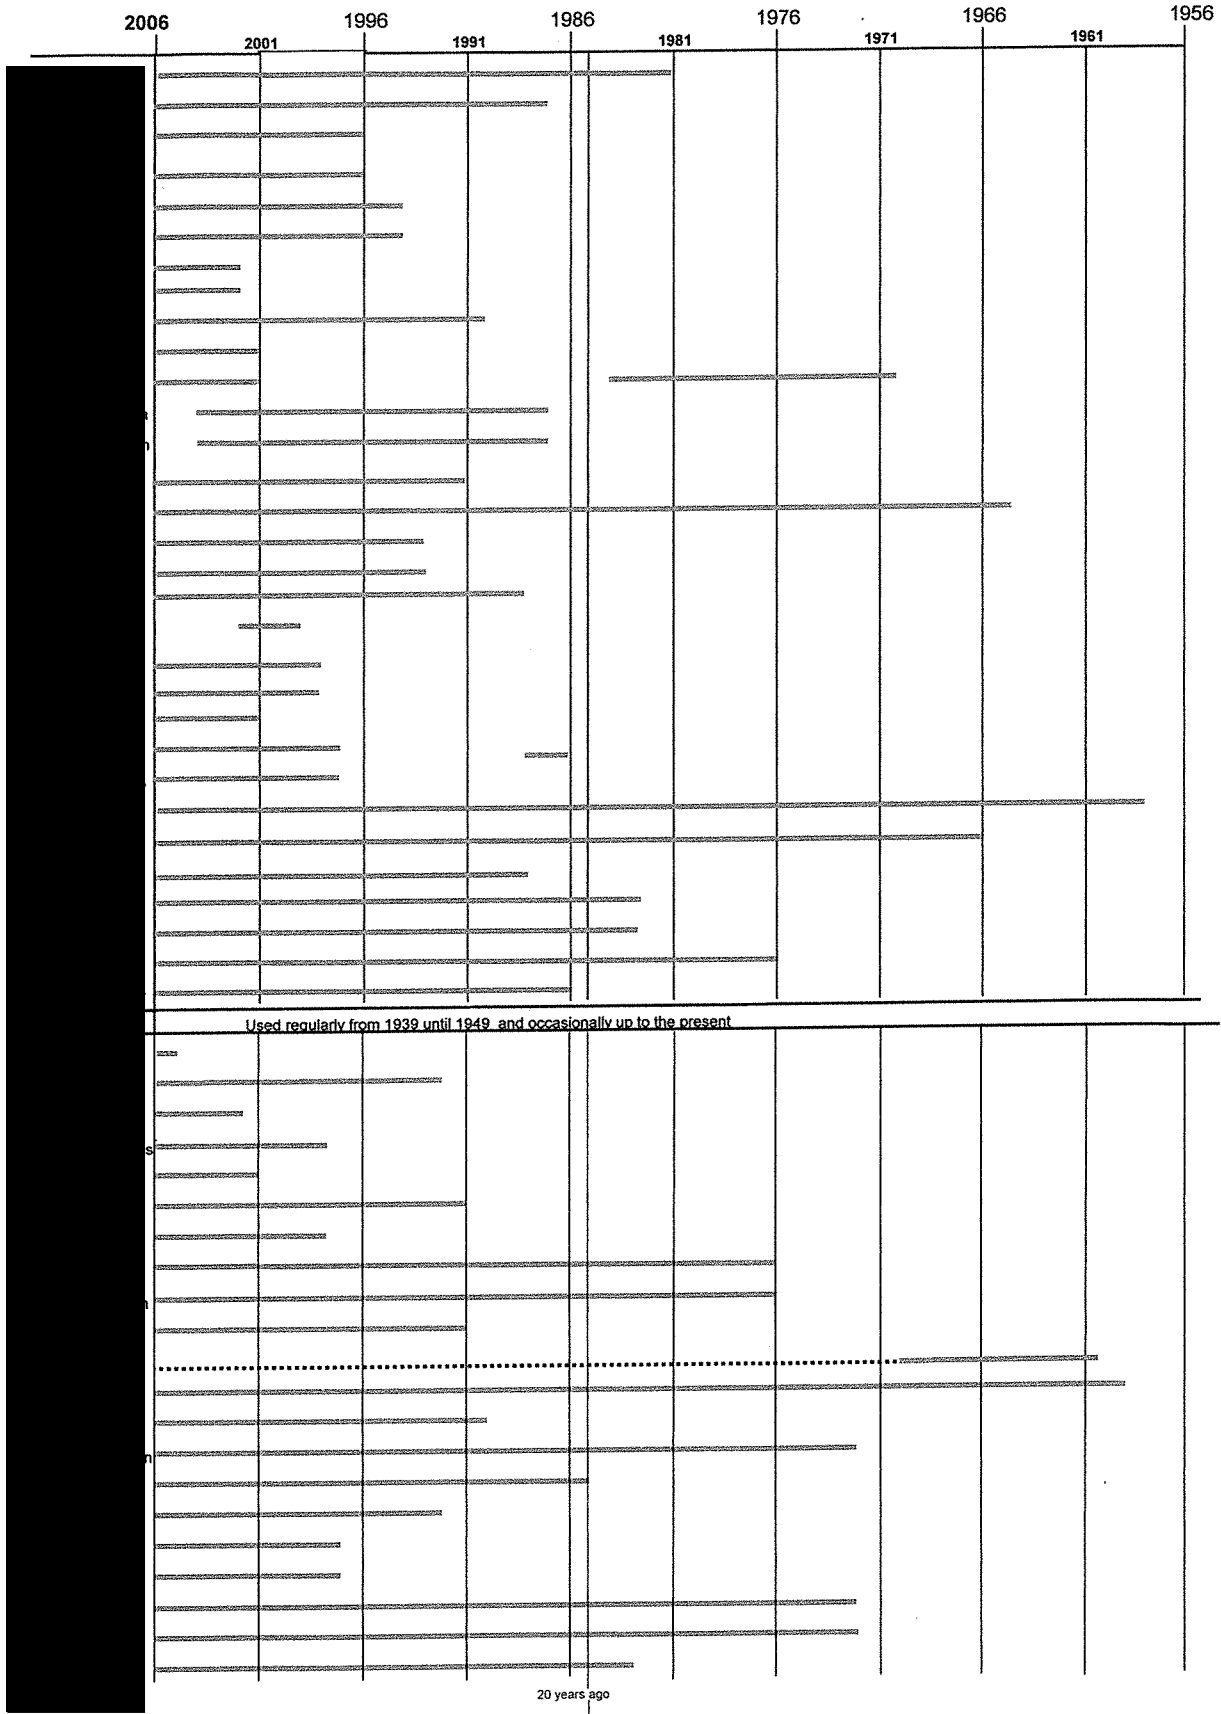 2006 1996 1986 1976 1966 1956
2001 1991 1981 1971 1961
a
n
Used regularly from 1939 until 1949 and occasionally up to the present
s
n
n
20 years ago